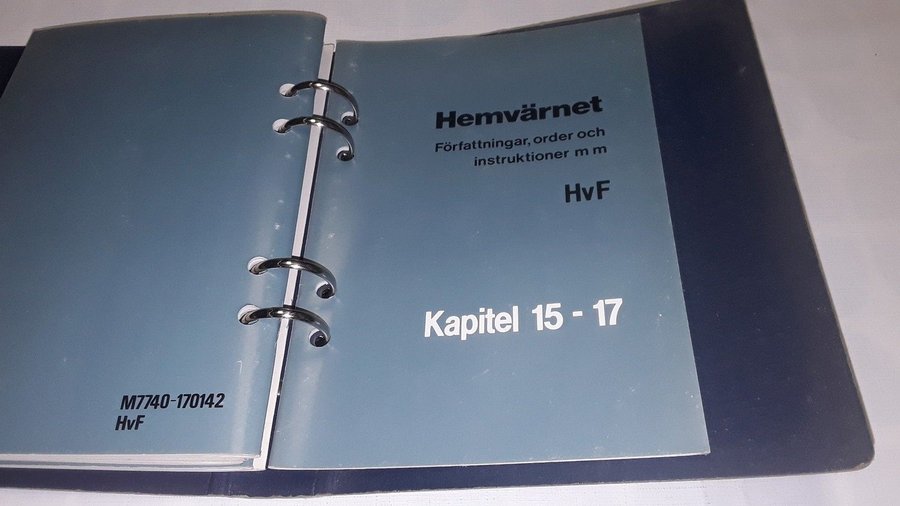 M7740-170142
HvF
Hemvärnet
Författningar, order och
instruktioner m m
HvF
Kapitel 15 - 17